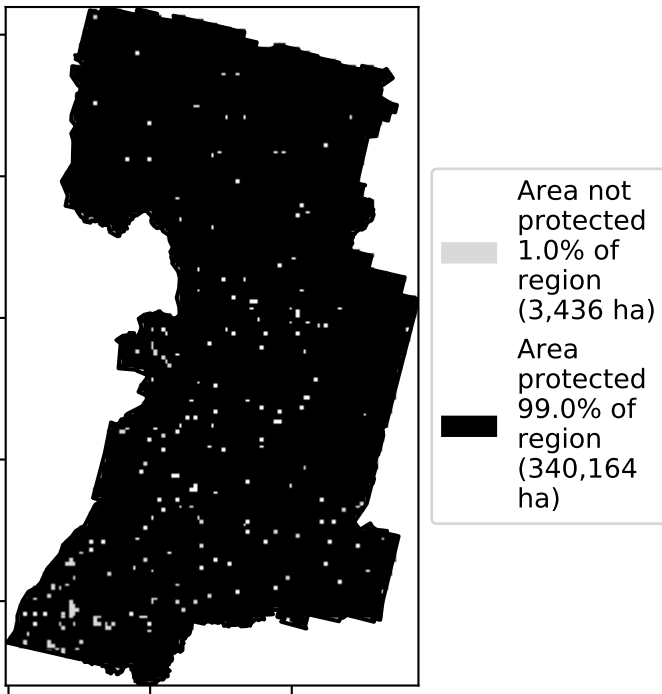 Area not
protected
1.0% of
region
(3,436 ha)
Area
protected
99.0% of
region
(340,164
ha)